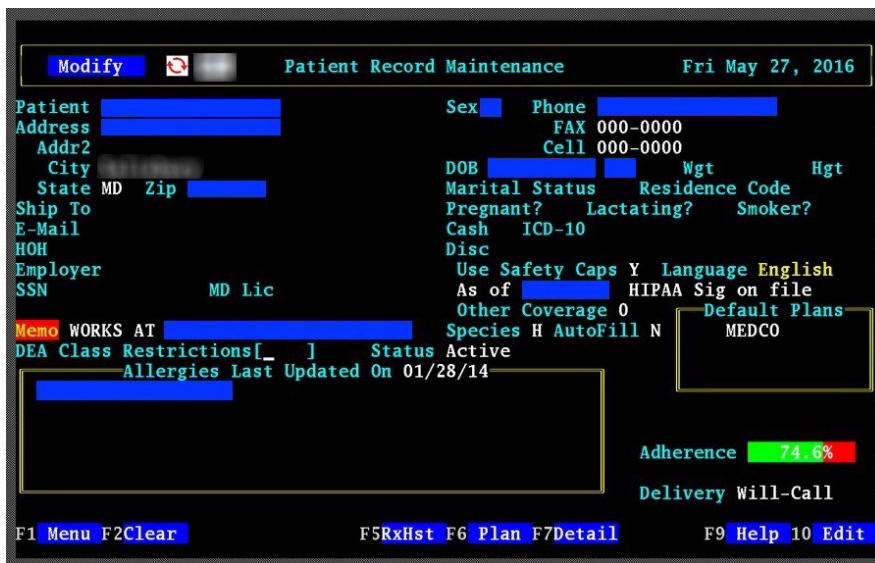 Modify Patient Record Maintenance Fri May 27, 2016
Patient Sex Phone
Address FAX 000-0000
Addr2 Cell 000-0000
City DOB Wgt Hgt
State MD Zip Marital Status Residence Code
Ship To Pregnant? Lactating? Smoker?
E-Mail Cash ICD-10
HOH Disc
Employer Use Safety Caps Y Language English
SSN MD Lic As of HIPAA Sig on file
Other Coverage 0 Default Plans
Memo WORKS AT Species H AutoFill N MEDCO
DEA Class Restrictions[_ ] Status Active
Allergies Last Updated On 01/28/14
Adherence 74.6%
Delivery Will-Call
F1 Menu F2Clear F5RxHst F6 Plan F7Detail F9 Help 10 Edit